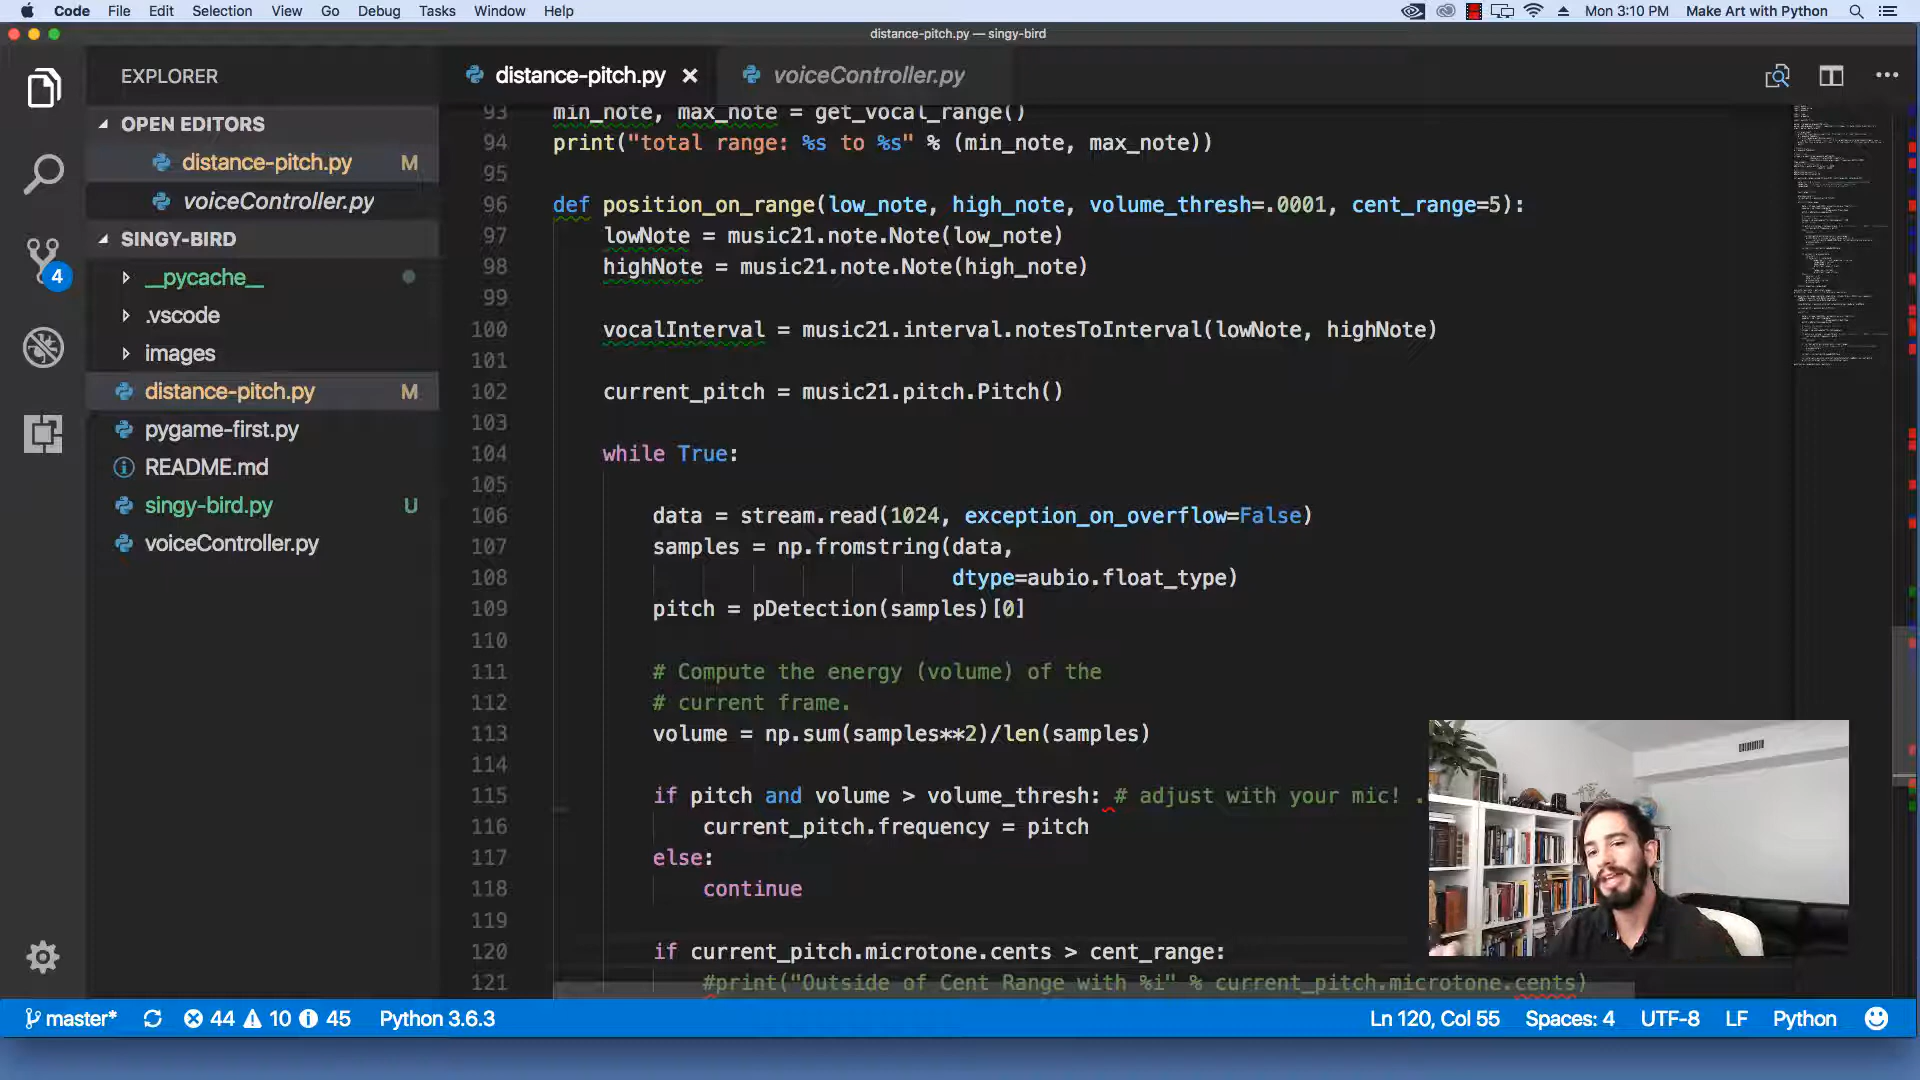 Code File Edit Selection View Go Debug Tasks Window Help Mon 3:10 PM Make Art with Python
distance-pitch.py — singy-bird
EXPLORER
OPEN EDITORS
distance-pitch.py M
voiceController.py
SINGY-BIRD
__pycache__
.vscode
images
distance-pitch.py M
pygame-first.py
README.md
singy-bird.py U
voiceController.py
4
distance-pitch.py voiceController.py
93 min_note, max_note = get_vocal_range()
94 print("total range: %s to %s" % (min_note, max_note))
95
96 def position_on_range(low_note, high_note, volume_thresh=.0001, cent_range=5):
97 lowNote = music21.note.Note(low_note)
98 highNote = music21.note.Note(high_note)
99
100 vocalInterval = music21.interval.notesToInterval(lowNote, highNote)
101
102 current_pitch = music21.pitch.Pitch()
103
104 while True:
105
106 data = stream.read(1024, exception_on_overflow=False)
107 samples = np.fromstring(data,
108 dtype=aubio.float_type)
109 pitch = pDetection(samples)[0]
110
111 # Compute the energy (volume) of the
112 # current frame.
113 volume = np.sum(samples**2)/len(samples)
114
115 if pitch and volume > volume_thresh: # adjust with your mic! .
116 current_pitch.frequency = pitch
117 else:
118 continue
119
120 if current_pitch.microtone.cents > cent_range:
121 #print("Outside of Cent Range with %i" % current_pitch.microtone.cents)
master* 44 10 45 Python 3.6.3 Ln 120, Col 55 Spaces: 4 UTF-8 LF Python